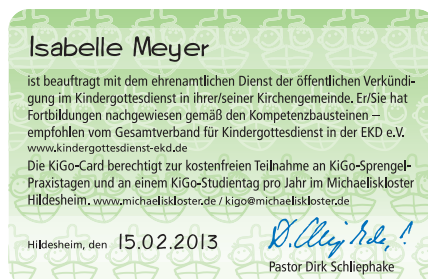 Isabelle Meyer
ist beauftragt mit dem ehrenamtlichen Dienst der öffentlichen Verkündi-
gung im Kindergottesdienst in ihrer/seiner Kirchengemeinde. Er/Sie hat
Fortbildungen nachgewiesen gemäß den Kompetenzbausteinen –
empfohlen vom Gesamtverband für Kindergottesdienst in der EKD e.V.
www.kindergottesdienst-ekd.de
Die KiGo-Card berechtigt zur kostenfreien Teilnahme an KiGo-Sprengel-
Praxistagen und an einem KiGo-Studientag pro Jahr im Michaeliskloster
Hildesheim. www.michaeliskloster.de / kigo@michaeliskloster.de
Hildesheim, den 15.02.2013
Pastor Dirk Schliephake